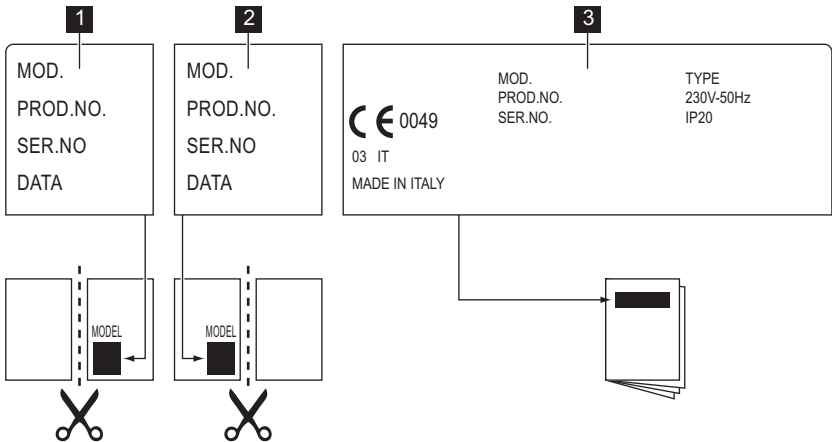 1
2
3
MOD.
PROD.NO.
SER.NO
DATA
MOD.
PROD.NO.
SER.NO
DATA
CE 0049
03 IT
MADE IN ITALY
MOD.
PROD.NO.
SER.NO.
TYPE
230V-50Hz
IP20
MODEL
MODEL